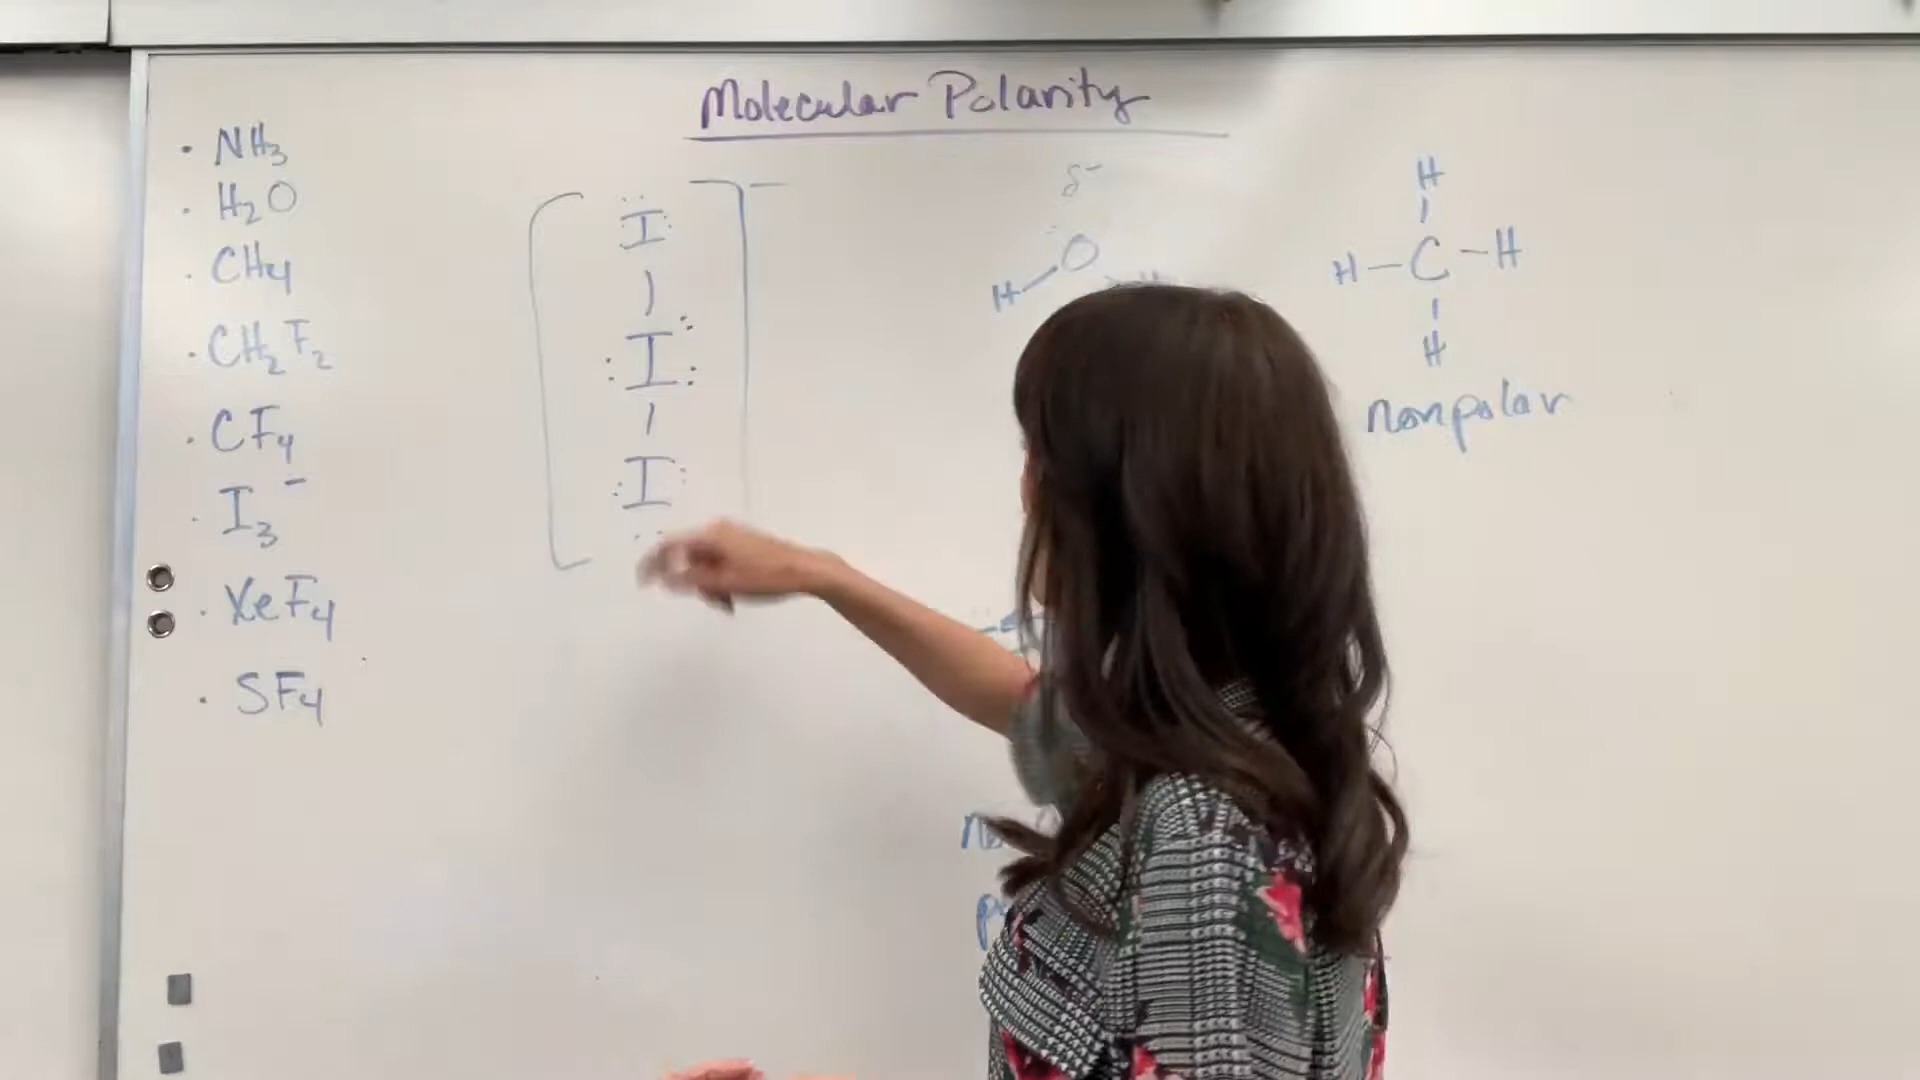 Molecular Polarity
· NH₃
· H₂O
· CH₄
· CH₂F₂
· CF₄
· I₃⁻
· XeF₄
· SF₄
I
I
I
−
δ−
H—O
H
H—C—H
H
nonpolar